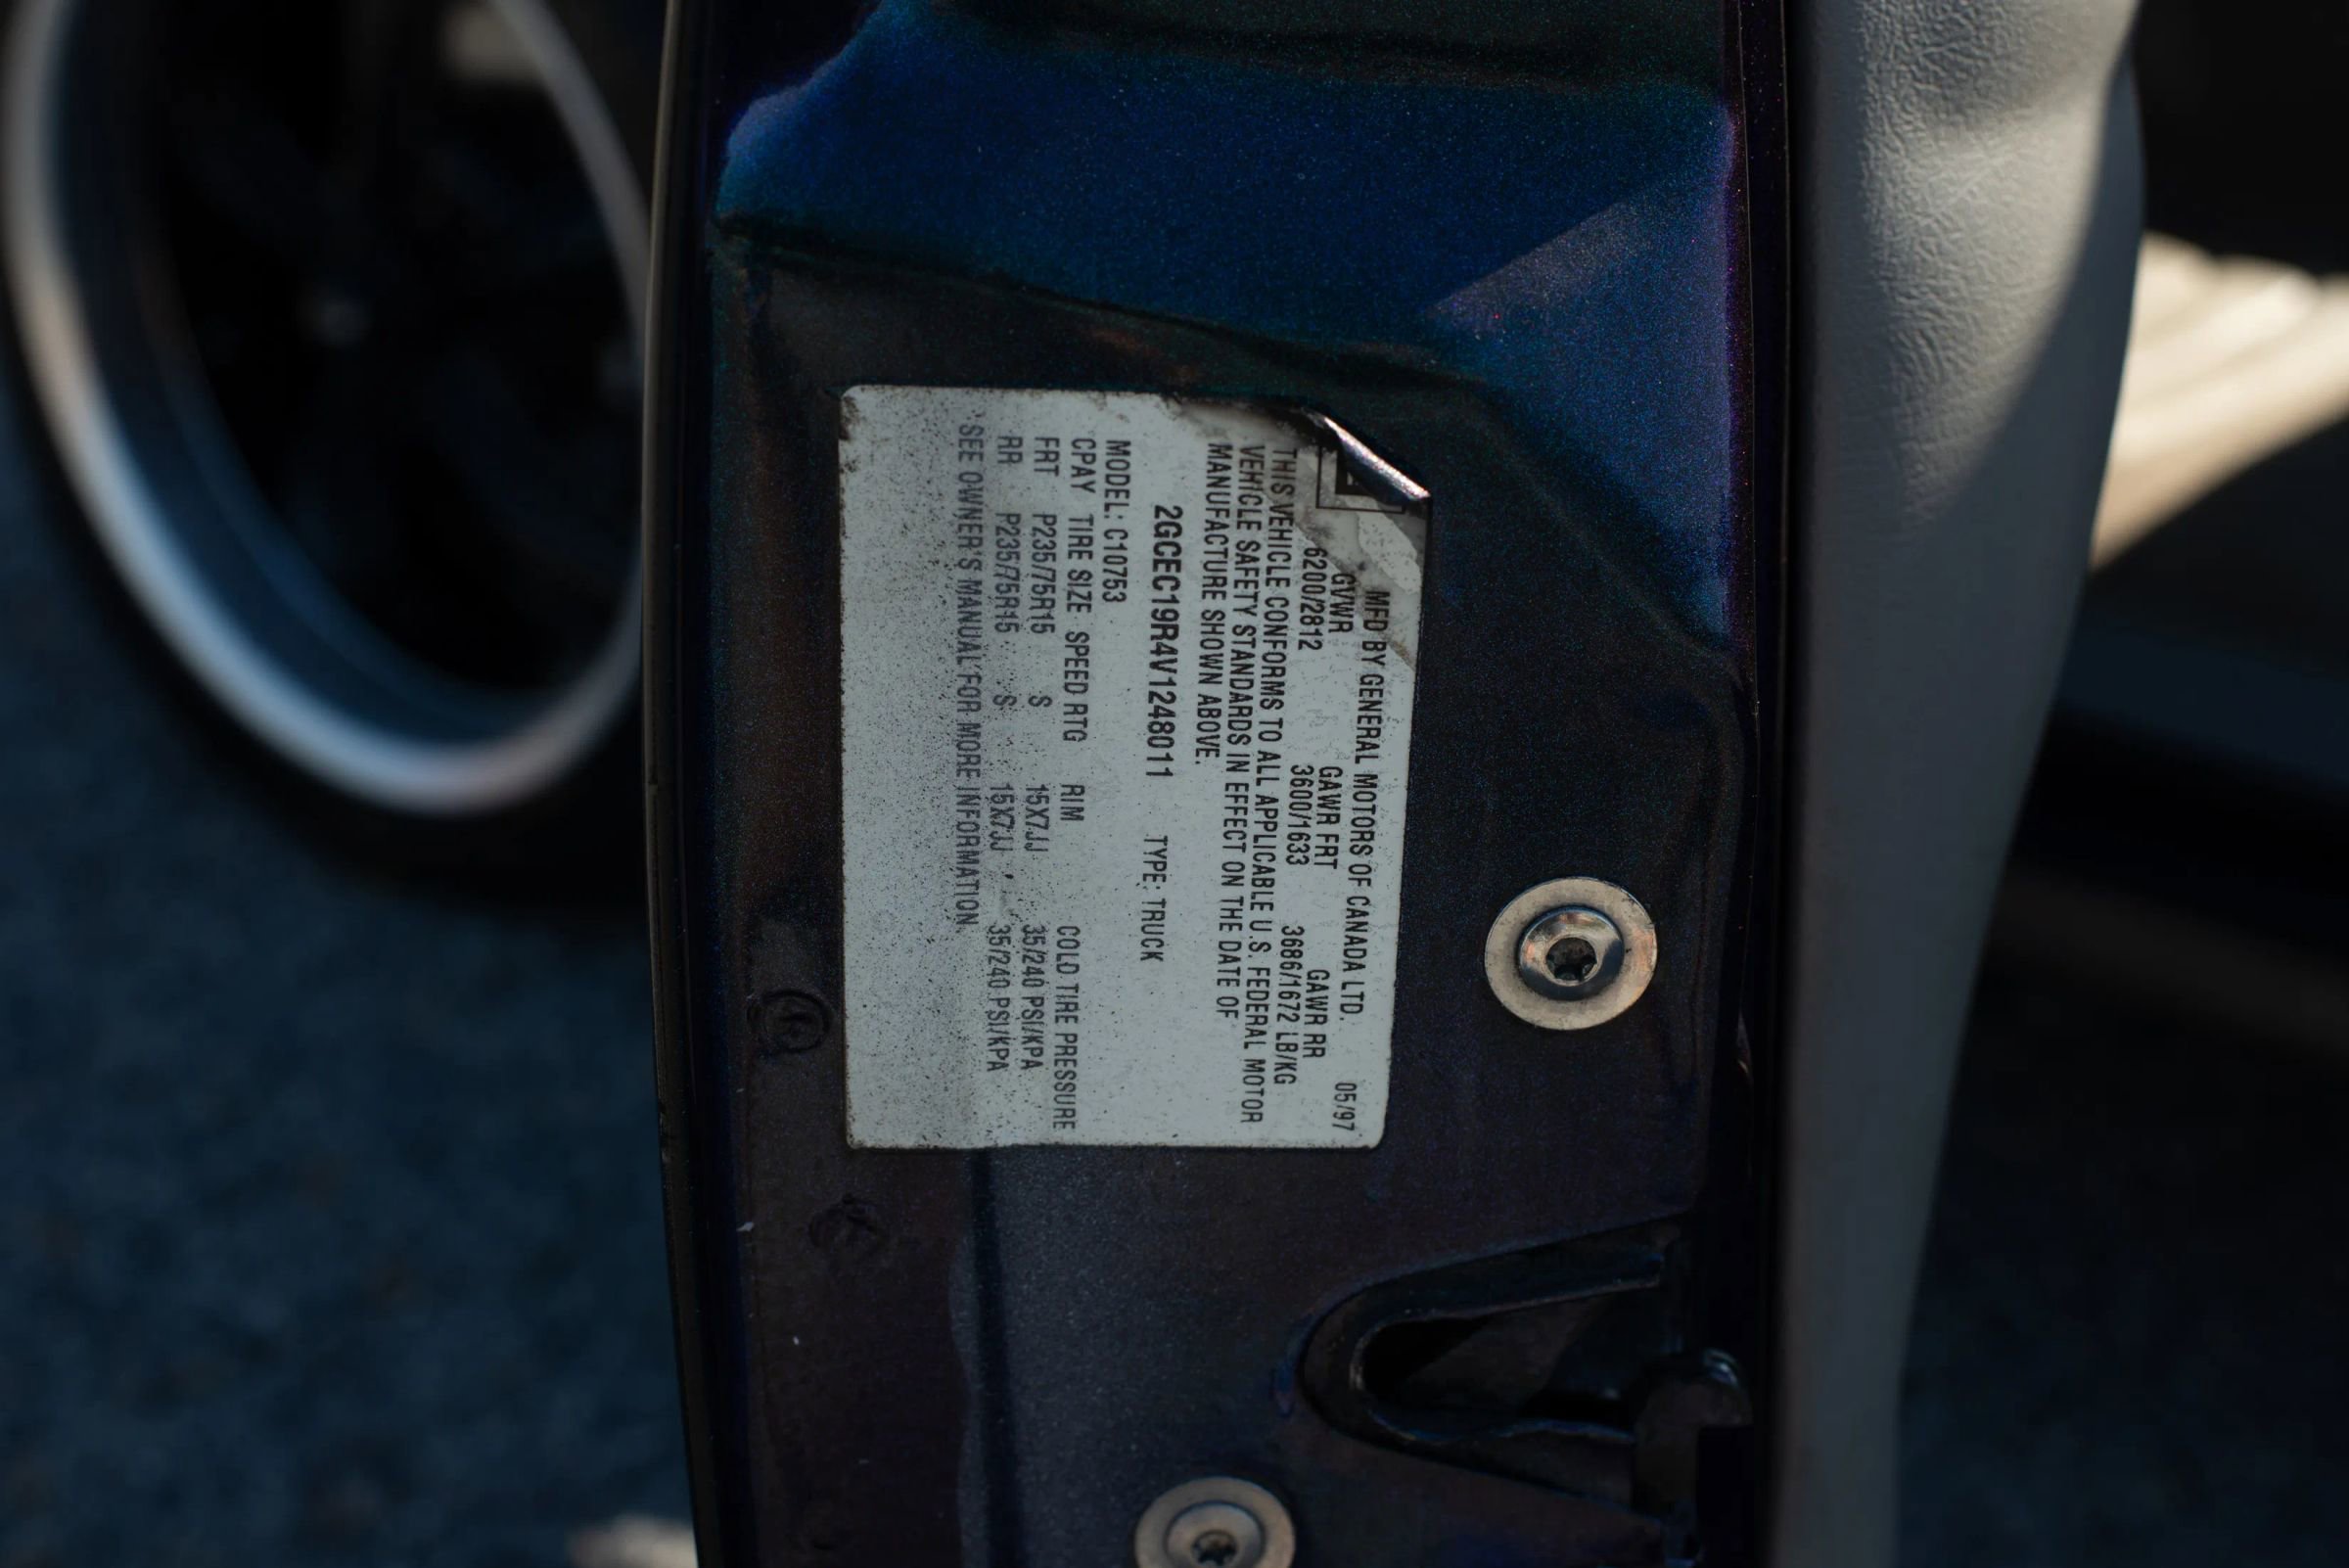 MFD BY GENERAL MOTORS OF CANADA LTD. 05/97
GVWR GAWR FRT GAWR RR
6200/2812 3600/1633 3686/1672 LB/KG
THIS VEHICLE CONFORMS TO ALL APPLICABLE U.S. FEDERAL MOTOR
VEHICLE SAFETY STANDARDS IN EFFECT ON THE DATE OF
MANUFACTURE SHOWN ABOVE.
2GCEC19R4V1248011 TYPE: TRUCK
MODEL: C10753
CPAY TIRE SIZE SPEED RTG RIM COLD TIRE PRESSURE
FRT P235/75R15 S 15X7JJ 35/240 PSI/KPA
RR P235/75R15 S 15X7JJ 35/240 PSI/KPA
SEE OWNER'S MANUAL FOR MORE INFORMATION.